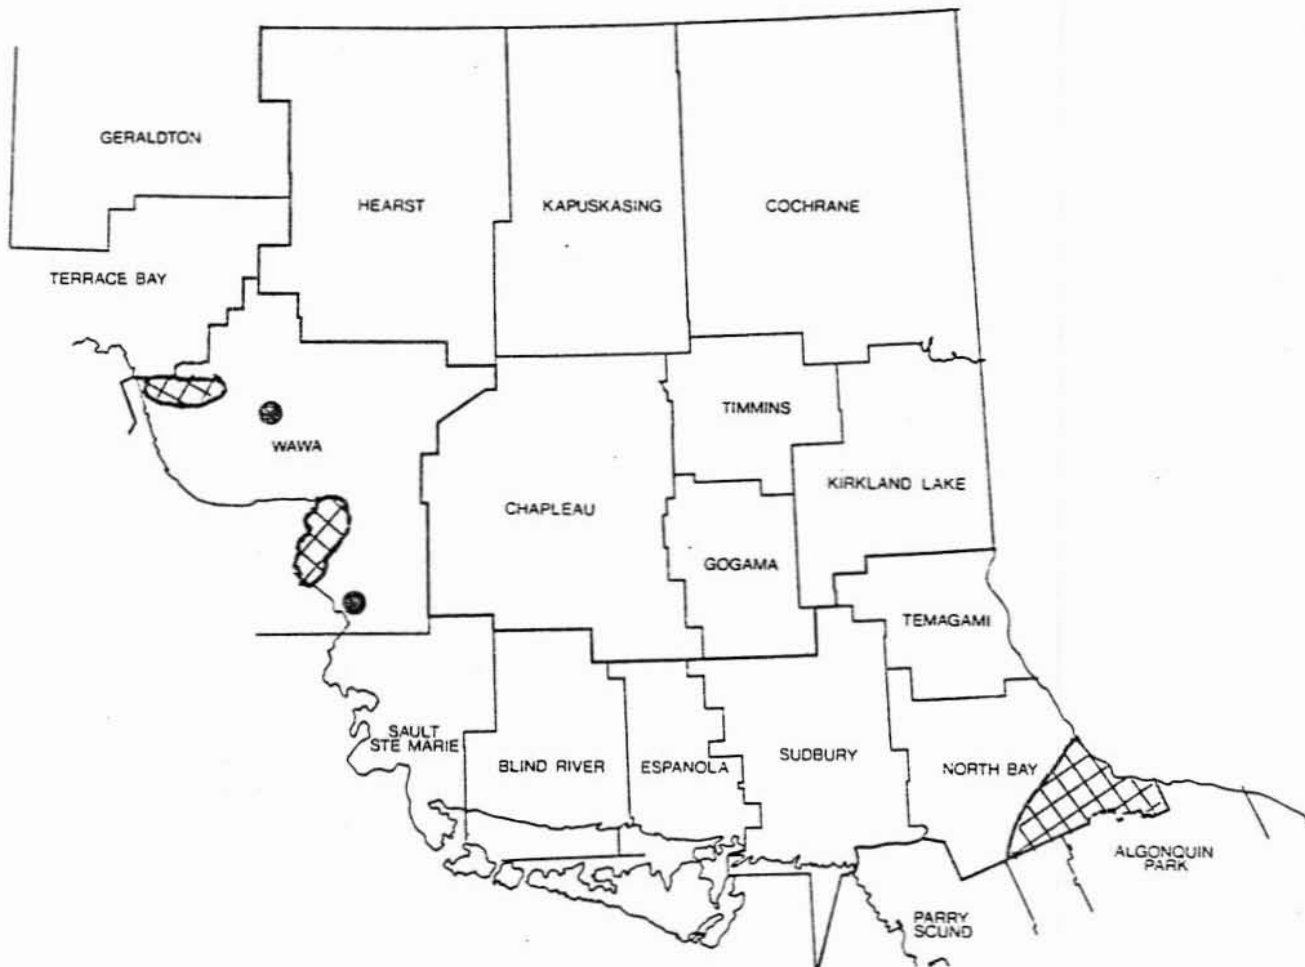 GERALDTON
HEARST
KAPUSKASING
COCHRANE
TERRACE BAY
TIMMINS
WAWA
KIRKLAND LAKE
CHAPLEAU
GOGAMA
TEMAGAMI
SAULT
STE MARIE
BLIND RIVER
ESPANOLA
SUDBURY
NORTH BAY
ALGONQUIN
PARK
PARRY
SCUND